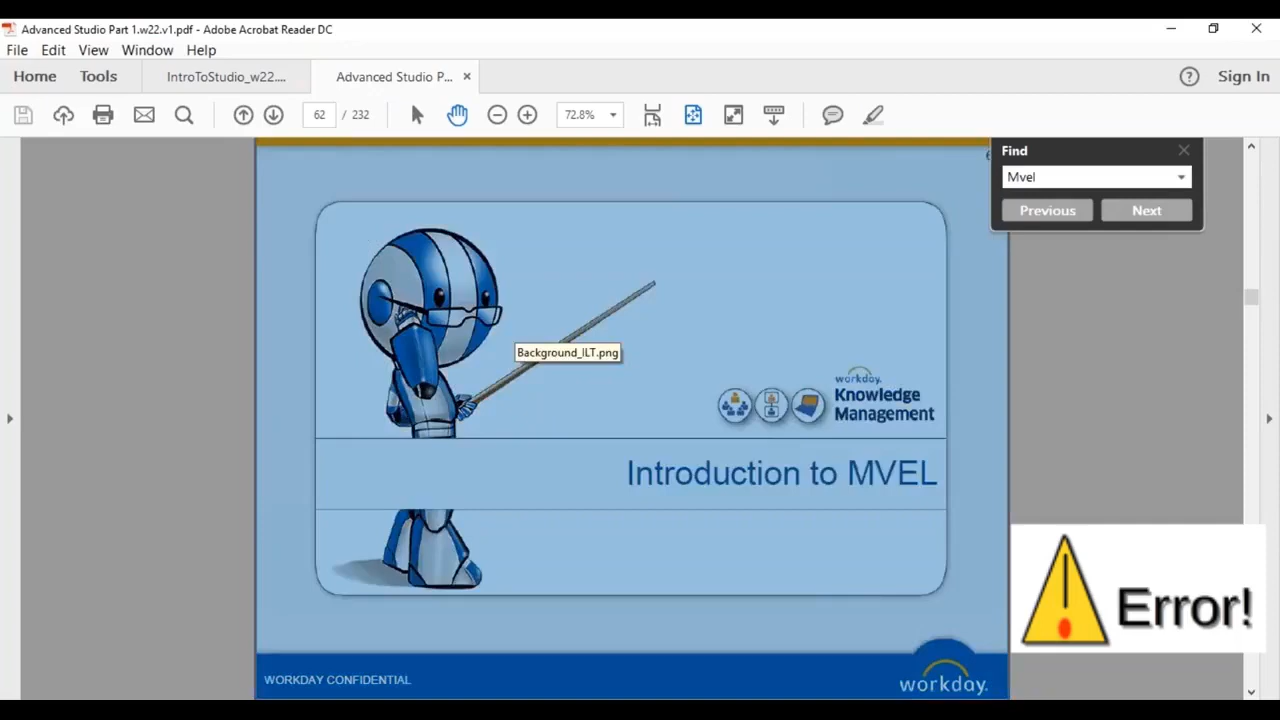 Advanced Studio Part 1.w22.v1.pdf - Adobe Acrobat Reader DC
File Edit View Window Help
Home Tools IntroToStudio_w22.... Advanced Studio P... × ? Sign In
62 / 232 72.8%
Find
Mvel
Previous Next
Background_ILT.png
workday.
Knowledge
Management
Introduction to MVEL
Error!
WORKDAY CONFIDENTIAL
workday.